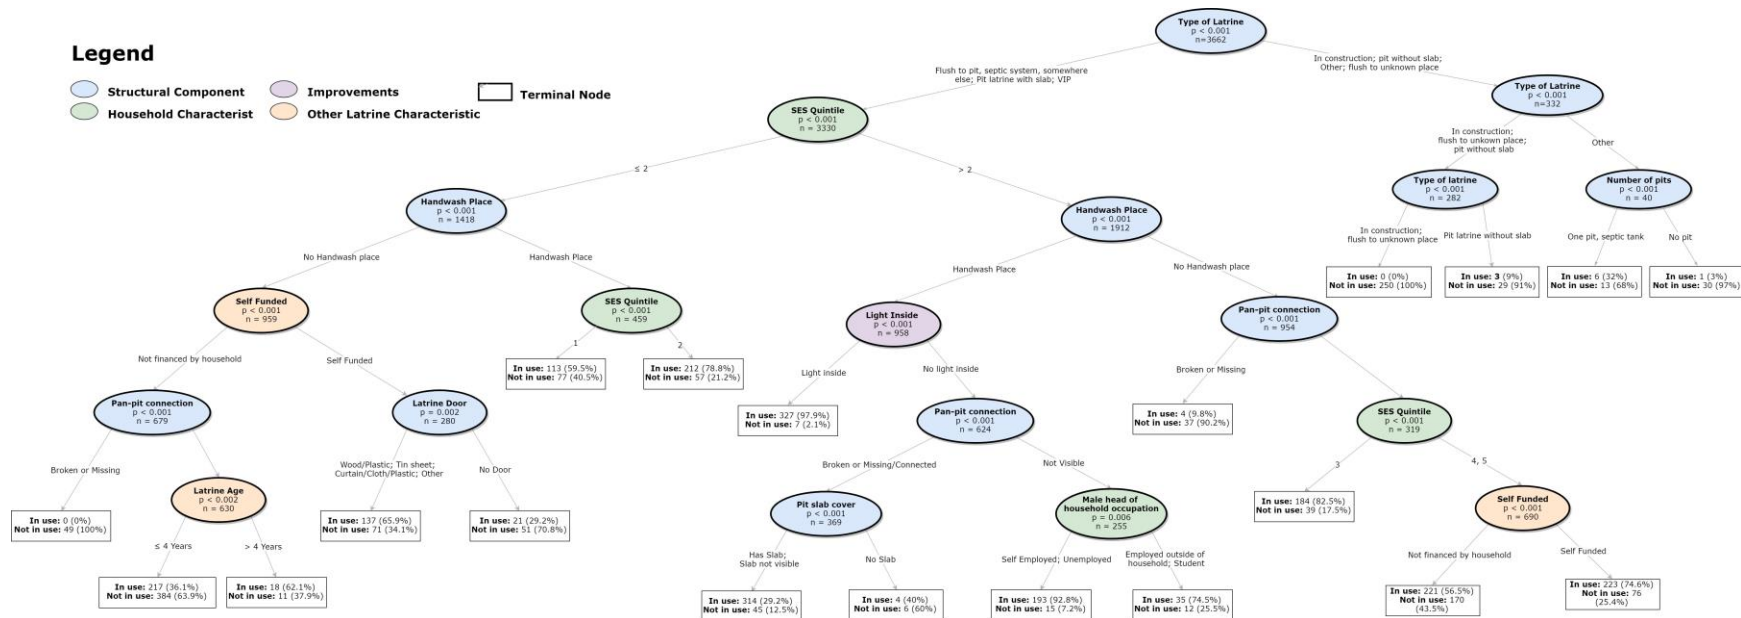 Legend
Structural Component
Household Characterist
Improvements
Other Latrine Characteristic
Terminal Node
Type of Latrine
p < 0.001
n=3662
Flush to pit, septic system, somewhere
else; Pit latrine with slab; VIP
In construction; pit without slab;
Other; flush to unknown place
SES Quintile
p < 0.001
n = 3330
Type of Latrine
p < 0.001
n=332
≤ 2
> 2
In construction;
flush to unkown place;
pit without slab
Other
Handwash Place
p < 0.001
n = 1418
Handwash Place
p < 0.001
n = 1912
Type of latrine
p < 0.001
n = 282
Number of pits
p < 0.001
n = 40
No Handwash place
Handwash Place
Handwash Place
No Handwash place
In construction;
flush to unknown place
Pit latrine without slab
One pit, septic tank
No pit
In use: 0 (0%)
Not in use: 250 (100%)
In use: 3 (9%)
Not in use: 29 (91%)
In use: 6 (32%)
Not in use: 13 (68%)
In use: 1 (3%)
Not in use: 30 (97%)
Self Funded
p < 0.001
n = 959
SES Quintile
p < 0.001
n = 459
Light Inside
p < 0.001
n = 958
Pan-pit connection
p < 0.001
n = 954
Not financed by household
Self Funded
1
2
In use: 113 (59.5%)
Not in use: 77 (40.5%)
In use: 212 (78.8%)
Not in use: 57 (21.2%)
Light inside
No light inside
Broken or Missing
Pan-pit connection
p < 0.001
n = 679
Latrine Door
p = 0.002
n = 280
In use: 327 (97.9%)
Not in use: 7 (2.1%)
Pan-pit connection
p < 0.001
n = 624
In use: 4 (9.8%)
Not in use: 37 (90.2%)
SES Quintile
p < 0.001
n = 319
Broken or Missing
Wood/Plastic; Tin sheet;
Curtain/Cloth/Plastic; Other
No Door
Broken or Missing/Connected
Not Visible
3
4, 5
Latrine Age
p < 0.002
n = 630
In use: 0 (0%)
Not in use: 49 (100%)
In use: 137 (65.9%)
Not in use: 71 (34.1%)
In use: 21 (29.2%)
Not in use: 51 (70.8%)
Pit slab cover
p < 0.001
n = 369
Male head of
household occupation
p = 0.006
n = 255
In use: 184 (82.5%)
Not in use: 39 (17.5%)
Self Funded
p < 0.001
n = 690
≤ 4 Years
> 4 Years
Has Slab;
Slab not visible
No Slab
Self Employed; Unemployed
Employed outside of
household; Student
Not financed by household
Self Funded
In use: 217 (36.1%)
Not in use: 384 (63.9%)
In use: 18 (62.1%)
Not in use: 11 (37.9%)
In use: 314 (29.2%)
Not in use: 45 (12.5%)
In use: 4 (40%)
Not in use: 6 (60%)
In use: 193 (92.8%)
Not in use: 15 (7.2%)
In use: 35 (74.5%)
Not in use: 12 (25.5%)
In use: 221 (56.5%)
Not in use: 170
(43.5%)
In use: 223 (74.6%)
Not in use: 76
(25.4%)